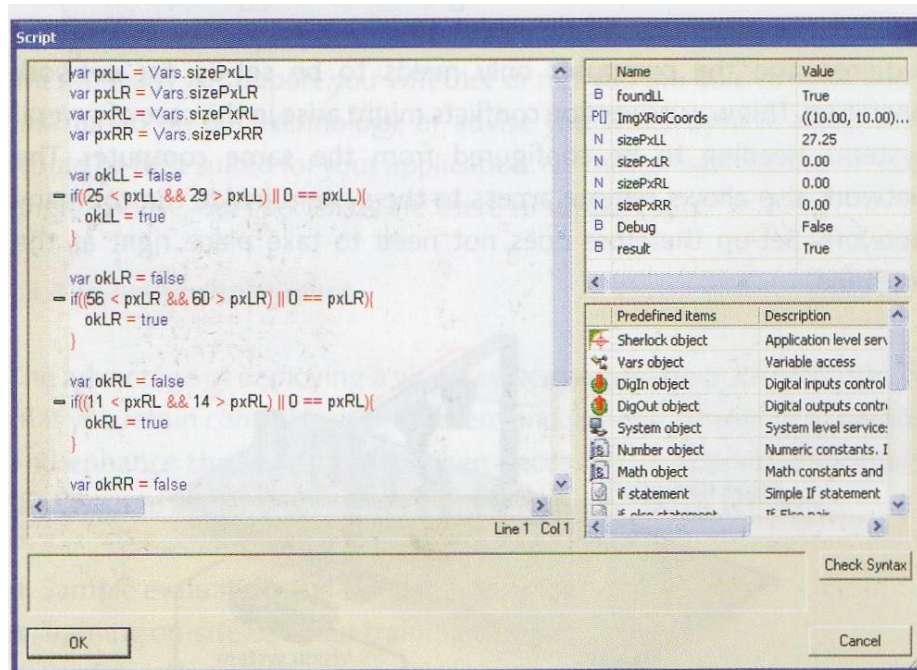 Script
var pxLL = Vars.sizePxLL
var pxLR = Vars.sizePxLR
var pxRL = Vars.sizePxRL
var pxRR = Vars.sizePxRR
var okLL = false
if((25 < pxLL && 29 > pxLL) || 0 == pxLL){
okLL = true
}
var okLR = false
if((56 < pxLR && 60 > pxLR) || 0 == pxLR){
okLR = true
}
var okRL = false
if((11 < pxRL && 14 > pxRL) || 0 == pxRL){
okRL = true
}
var okRR = false
Line 1 Col 1
Name Value
B foundLL True
P[] ImgXRoiCoords ((10.00, 10.00)...
N sizePxLL 27.25
N sizePxLR 0.00
N sizePxRL 0.00
N sizePxRR 0.00
B Debug False
B result True
Predefined items Description
Sherlock object Application level serv
Vars object Variable access
DigIn object Digital inputs control
DigOut object Digital outputs contr
System object System level service:
Number object Numeric constants. I
Math object Math constants and
if statement Simple If statement
if else statement If Else pair
Check Syntax
OK
Cancel